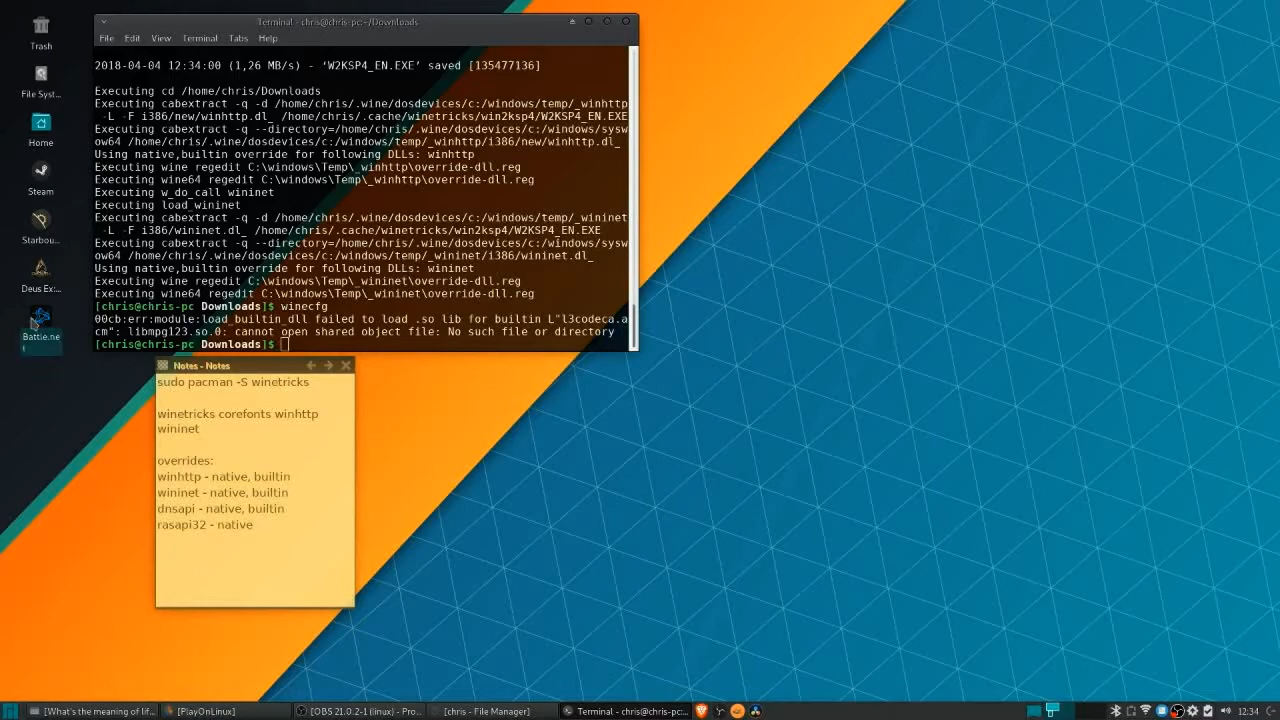 Trash
File Syst...
Home
Steam
Starbou...
Deus Ex:...
Battle.ne
t
Terminal - chris@chris-pc:~/Downloads
File Edit View Terminal Tabs Help
2018-04-04 12:34:00 (1,26 MB/s) - ‘W2KSP4_EN.EXE’ saved [135477136]
Executing cd /home/chris/Downloads
Executing cabextract -q -d /home/chris/.wine/dosdevices/c:/windows/temp/_winhttp
-L -F i386/new/winhttp.dl_ /home/chris/.cache/winetricks/win2ksp4/W2KSP4_EN.EXE
Executing cabextract -q --directory=/home/chris/.wine/dosdevices/c:/windows/sysw
ow64 /home/chris/.wine/dosdevices/c:/windows/temp/_winhttp/i386/new/winhttp.dl_
Using native,builtin override for following DLLs: winhttp
Executing wine regedit C:\windows\Temp\_winhttp\override-dll.reg
Executing wine64 regedit C:\windows\Temp\_winhttp\override-dll.reg
Executing w_do_call wininet
Executing load_wininet
Executing cabextract -q -d /home/chris/.wine/dosdevices/c:/windows/temp/_wininet
-L -F i386/wininet.dl_ /home/chris/.cache/winetricks/win2ksp4/W2KSP4_EN.EXE
Executing cabextract -q --directory=/home/chris/.wine/dosdevices/c:/windows/sysw
ow64 /home/chris/.wine/dosdevices/c:/windows/temp/_wininet/i386/wininet.dl_
Using native,builtin override for following DLLs: wininet
Executing wine regedit C:\windows\Temp\_wininet\override-dll.reg
Executing wine64 regedit C:\windows\Temp\_wininet\override-dll.reg
[chris@chris-pc Downloads]$ winecfg
00cb:err:module:load_builtin_dll failed to load .so lib for builtin L"l3codeca.a
cm": libmpg123.so.0: cannot open shared object file: No such file or directory
[chris@chris-pc Downloads]$
Notes - Notes
sudo pacman -S winetricks
winetricks corefonts winhttp
wininet
overrides:
winhttp - native, builtin
wininet - native, builtin
dnsapi - native, builtin
rasapi32 - native
[What's the meaning of lif... [PlayOnLinux] [OBS 21.0.2-1 (linux) - Pro... [chris - File Manager] Terminal - chris@chris-pc:... 12:34